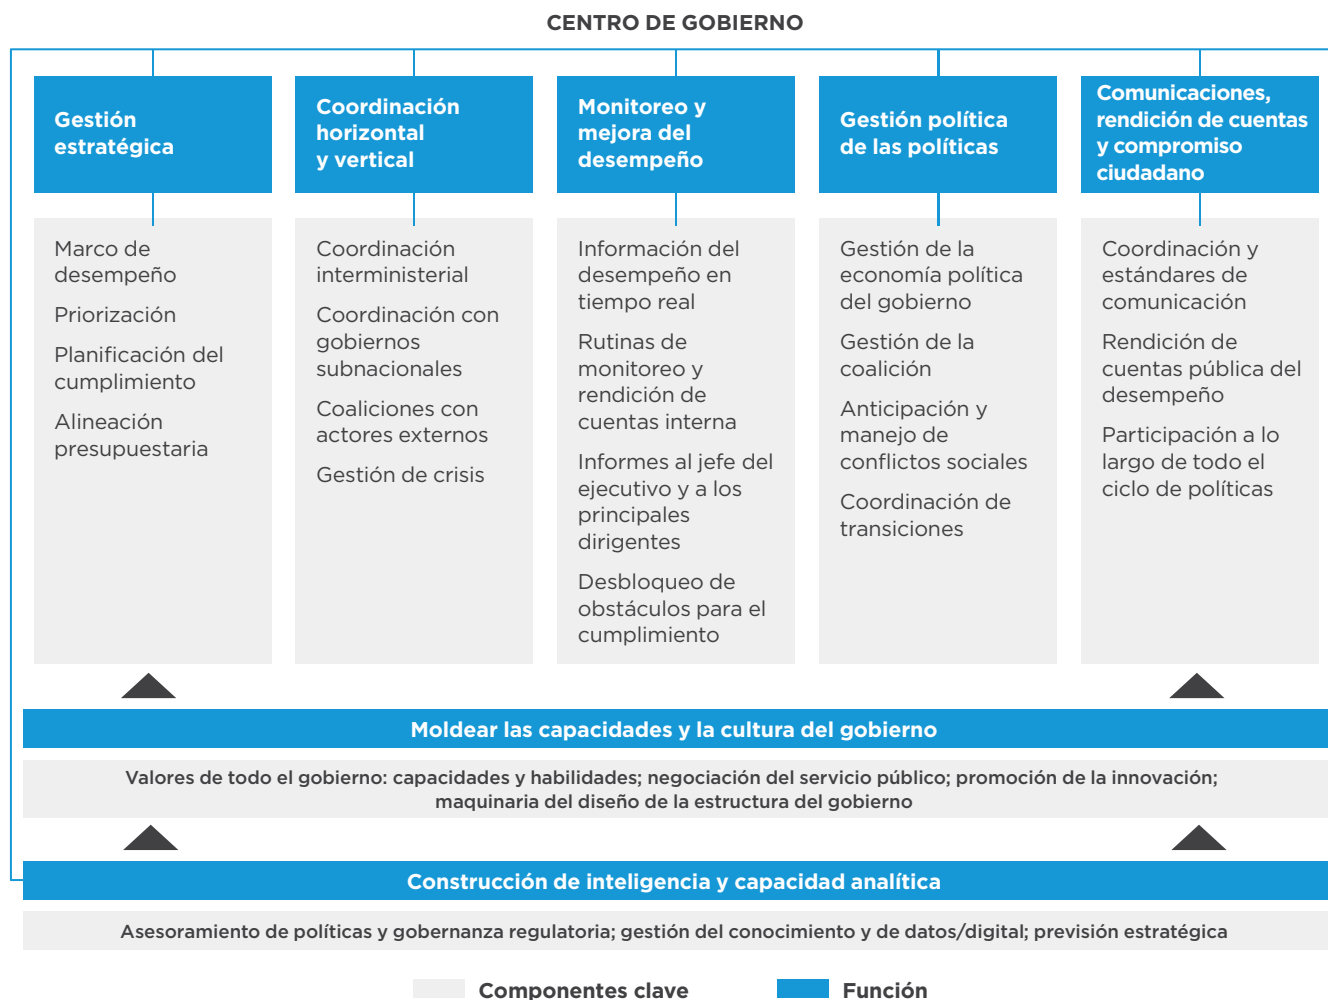 CENTRO DE GOBIERNO
Gestión
estratégica
Coordinación
horizontal
y vertical
Monitoreo y
mejora del
desempeño
Gestión política
de las políticas
Comunicaciones,
rendición de cuentas
y compromiso
ciudadano
Marco de
desempeño
Priorización
Planificación del
cumplimiento
Alineación
presupuestaria
Coordinación
interministerial
Coordinación con
gobiernos
subnacionales
Coaliciones con
actores externos
Gestión de crisis
Información del
desempeño en
tiempo real
Rutinas de
monitoreo y
rendición de
cuentas interna
Informes al jefe del
ejecutivo y a los
principales
dirigentes
Desbloqueo de
obstáculos para el
cumplimiento
Gestión de la
economía política
del gobierno
Gestión de la
coalición
Anticipación y
manejo de
conflictos sociales
Coordinación de
transiciones
Coordinación y
estándares de
comunicación
Rendición de
cuentas pública del
desempeño
Participación a lo
largo de todo el
ciclo de políticas
Moldear las capacidades y la cultura del gobierno
Valores de todo el gobierno: capacidades y habilidades; negociación del servicio público; promoción de la innovación;
maquinaria del diseño de la estructura del gobierno
Construcción de inteligencia y capacidad analítica
Asesoramiento de políticas y gobernanza regulatoria; gestión del conocimiento y de datos/digital; previsión estratégica
Componentes clave
Función